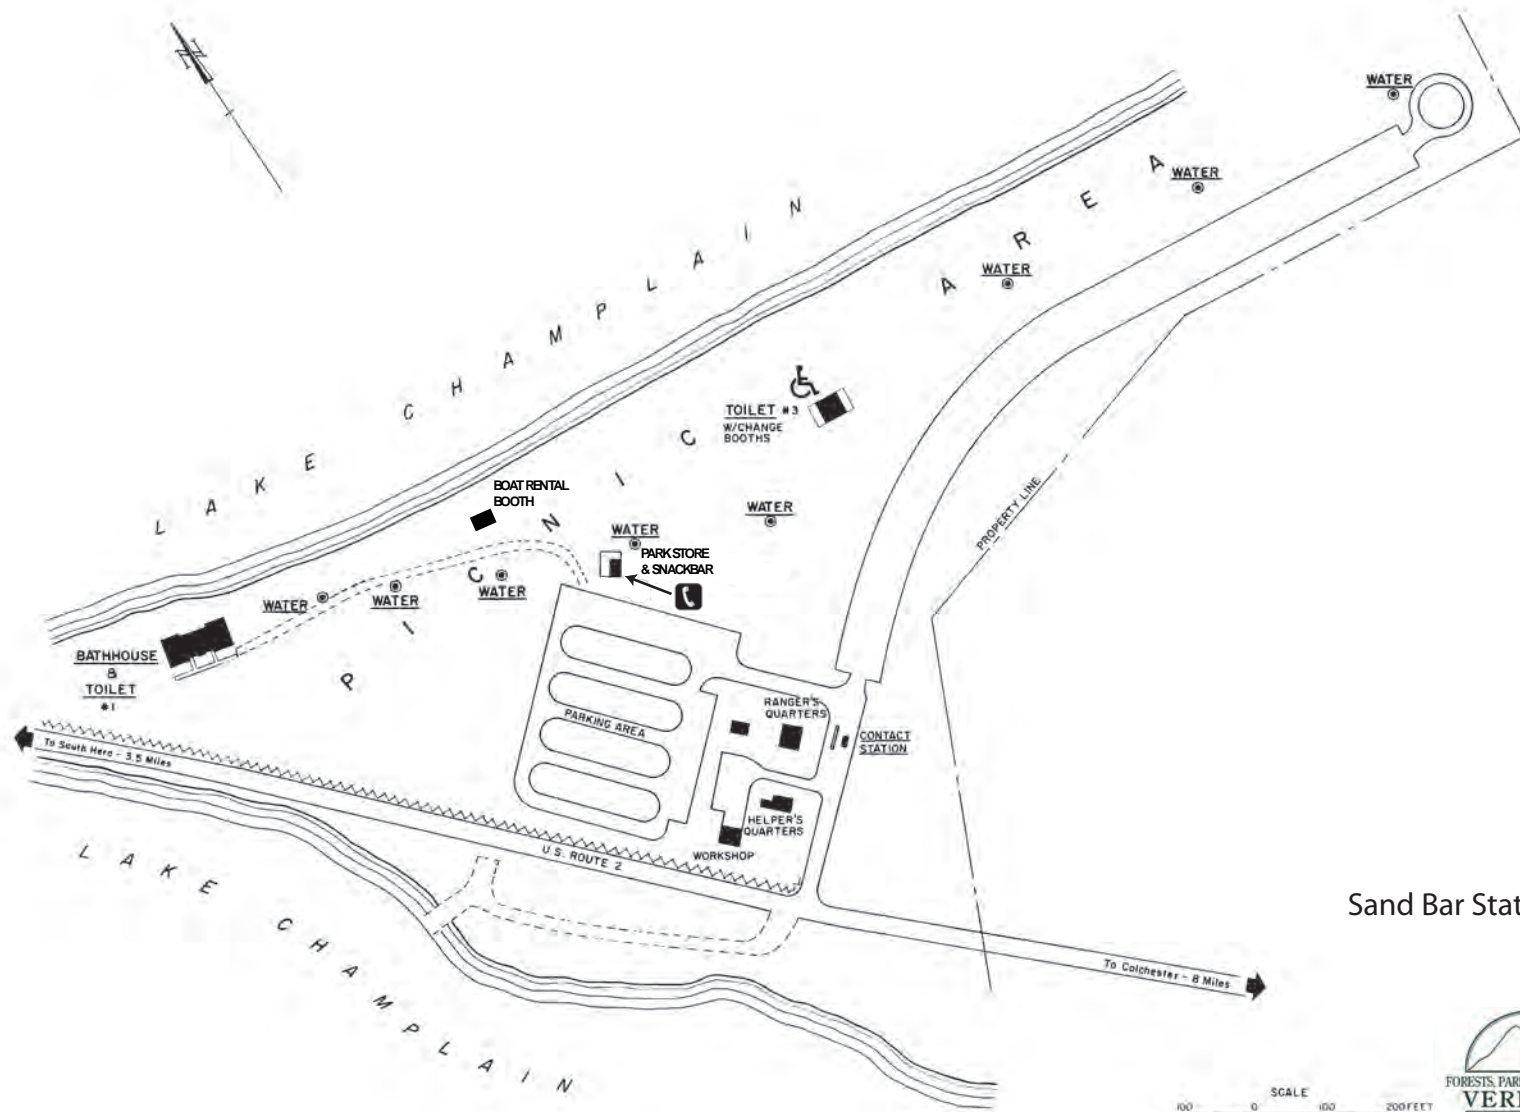 N
WATER
WATER
WATER
PICNIC AREA
LAKE CHAMPLAIN
TOILET #3
W/CHANGE
BOOTHS
BOAT RENTAL
BOOTH
WATER
WATER
PARK STORE
& SNACKBAR
WATER
WATER
WATER
PROPERTY LINE
BATHHOUSE
&
TOILET
#1
PARKING AREA
RANGER'S
QUARTERS
CONTACT
STATION
To South Hero - 3.5 Miles
HELPER'S
QUARTERS
WORKSHOP
U.S. ROUTE 2
LAKE CHAMPLAIN
To Colchester - 8 Miles
Sand Bar Stat
FORESTS, PAR
VER
SCALE
100 0 100 200 FEET